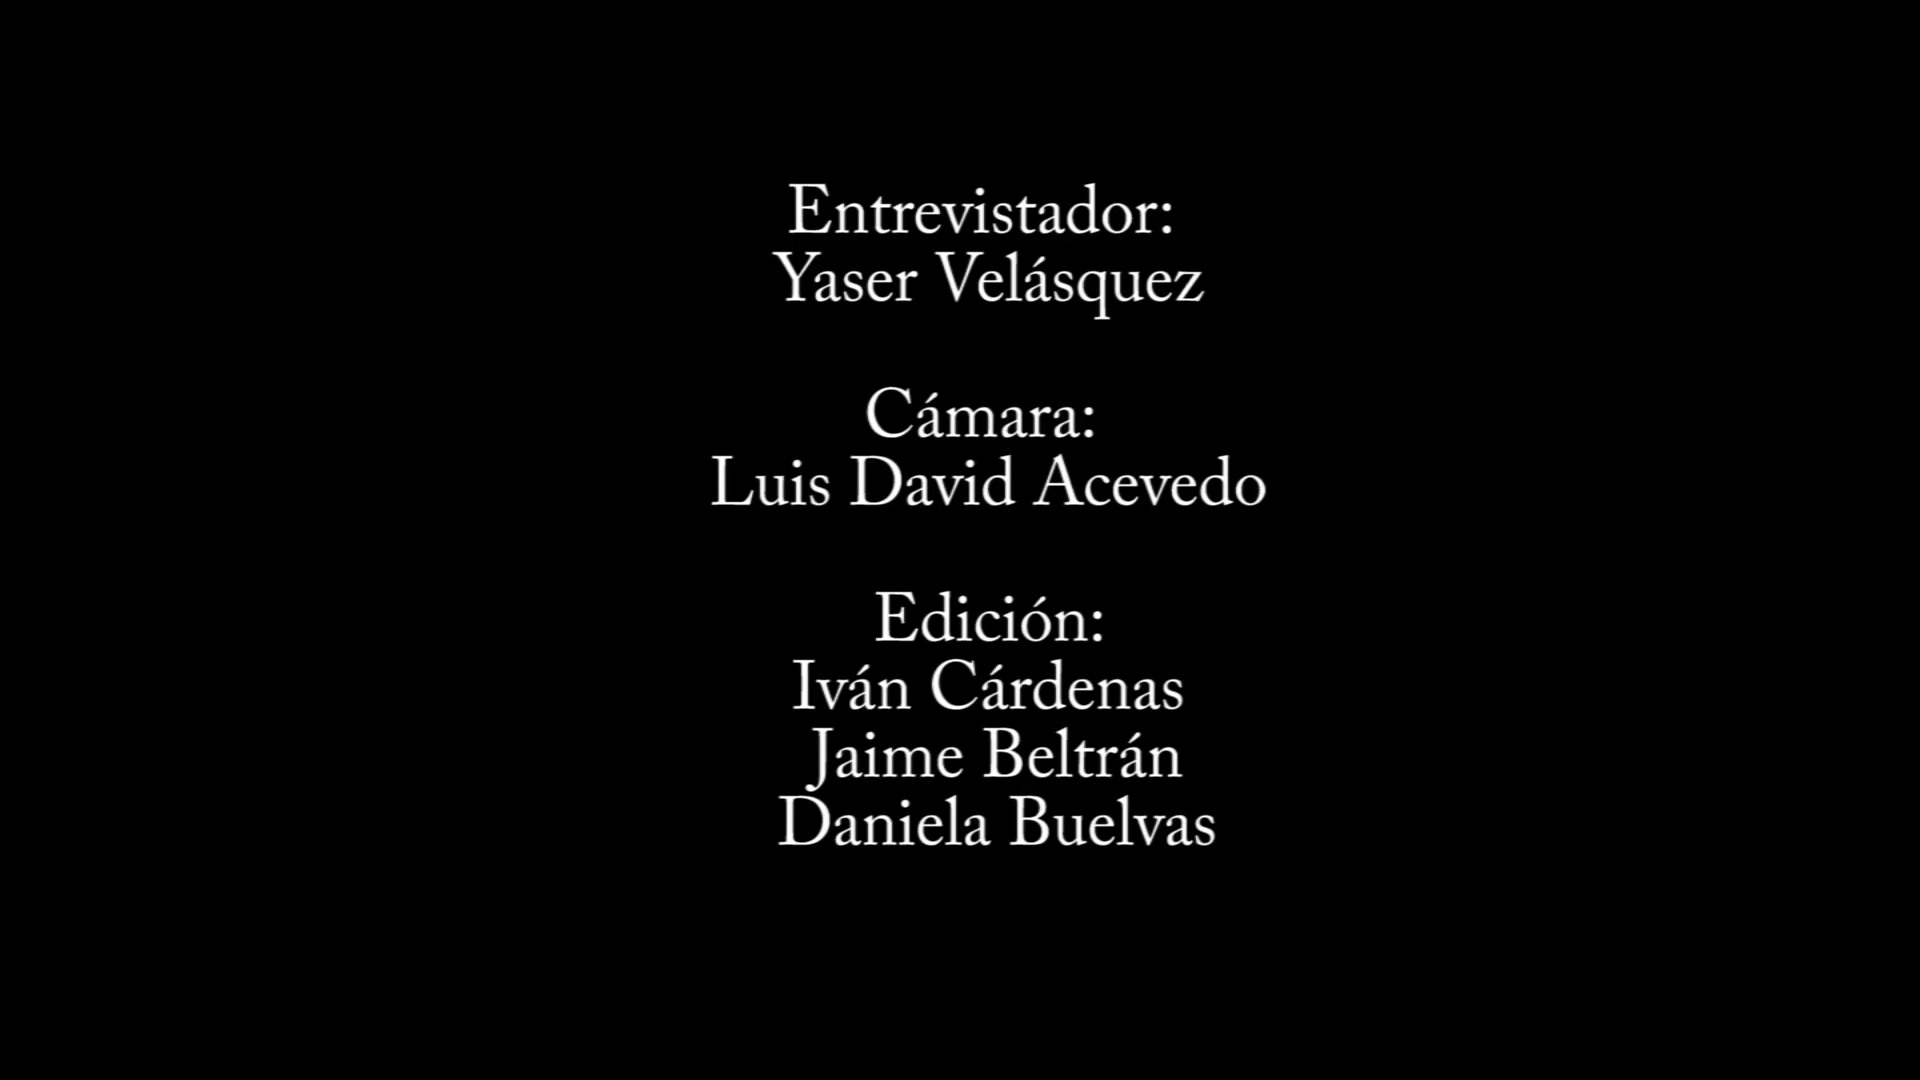 Entrevistador:
Yaser Velásquez
Cámara:
Luis David Acevedo
Edición:
Iván Cárdenas
Jaime Beltrán
Daniela Buelvas